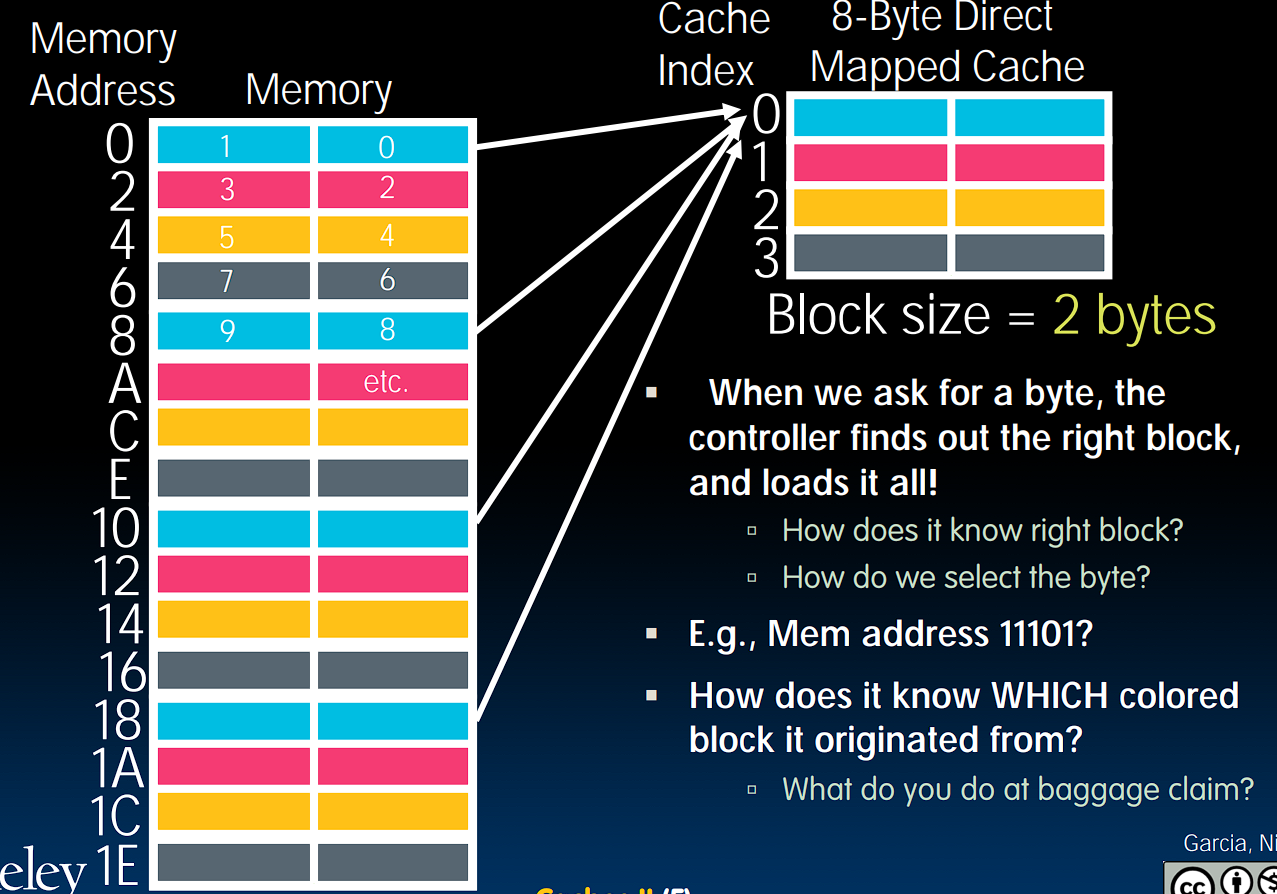 Memory
Address
Memory
0
2
4
6
8
A
C
E
10
12
14
16
18
1A
1C
1E
1 0
3 2
5 4
7 6
9 8
etc.
Cache
Index
8-Byte Direct
Mapped Cache
0
1
2
3
Block size = 2 bytes
▪ When we ask for a byte, the
controller finds out the right block,
and loads it all!
▫ How does it know right block?
▫ How do we select the byte?
▪ E.g., Mem address 11101?
▪ How does it know WHICH colored
block it originated from?
▫ What do you do at baggage claim?
Garcia, Ni
eley
cc